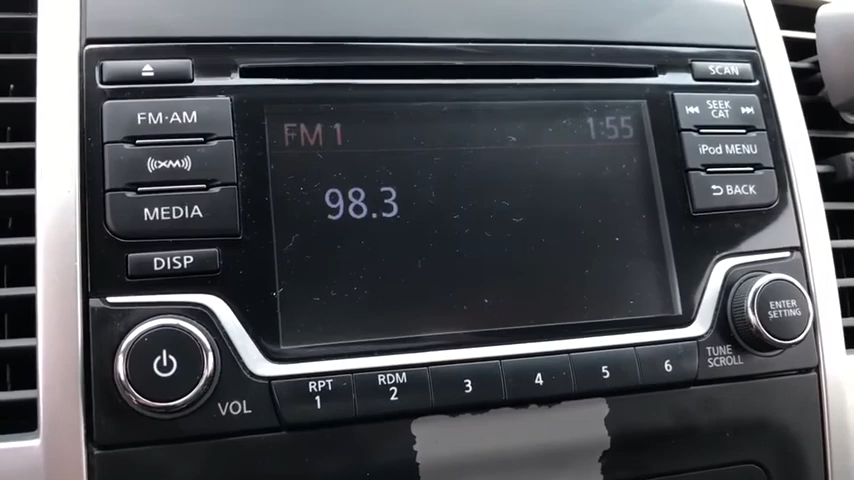 SCAN
FM·AM
SEEK
CAT
FM 1
1:55
XM
iPod MENU
98.3
MEDIA
BACK
DISP
ENTER
SETTING
TUNE
SCROLL
VOL
RPT
1
RDM
2
3
4
5
6